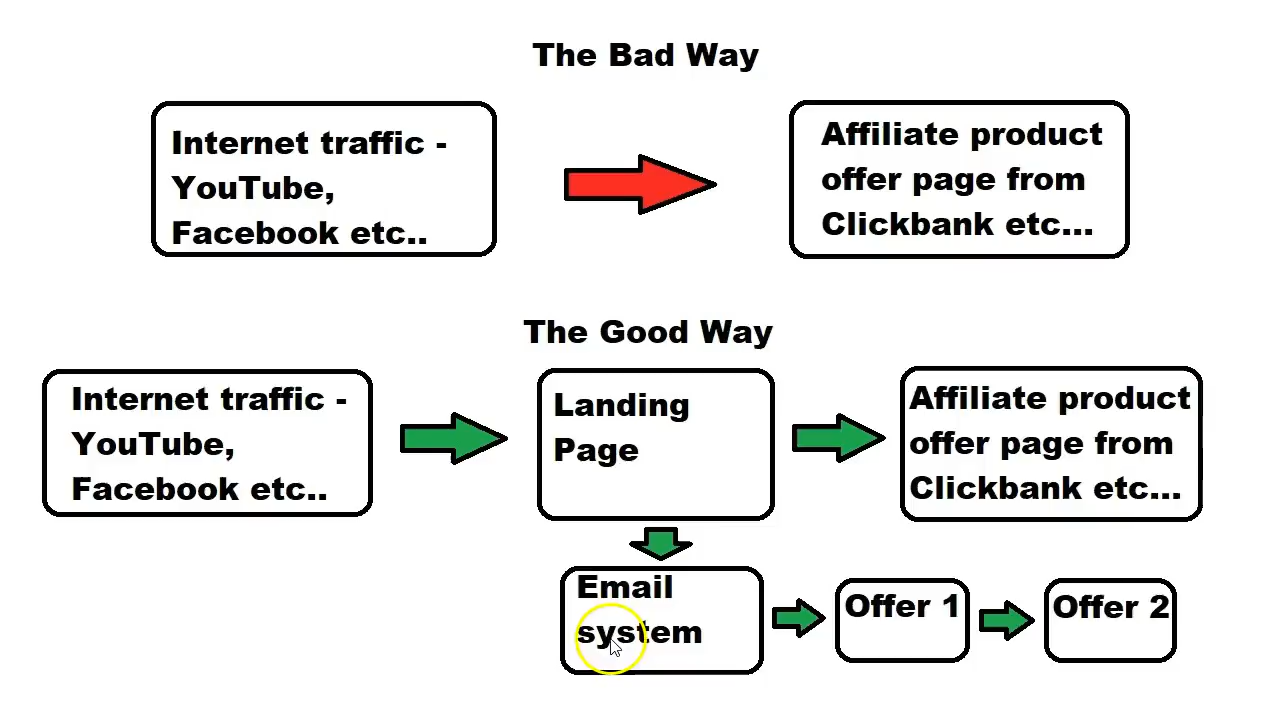 The Bad Way
Internet traffic -
YouTube,
Facebook etc..
Affiliate product
offer page from
Clickbank etc...
The Good Way
Internet traffic -
YouTube,
Facebook etc..
Landing
Page
Affiliate product
offer page from
Clickbank etc...
Email
system
Offer 1
Offer 2